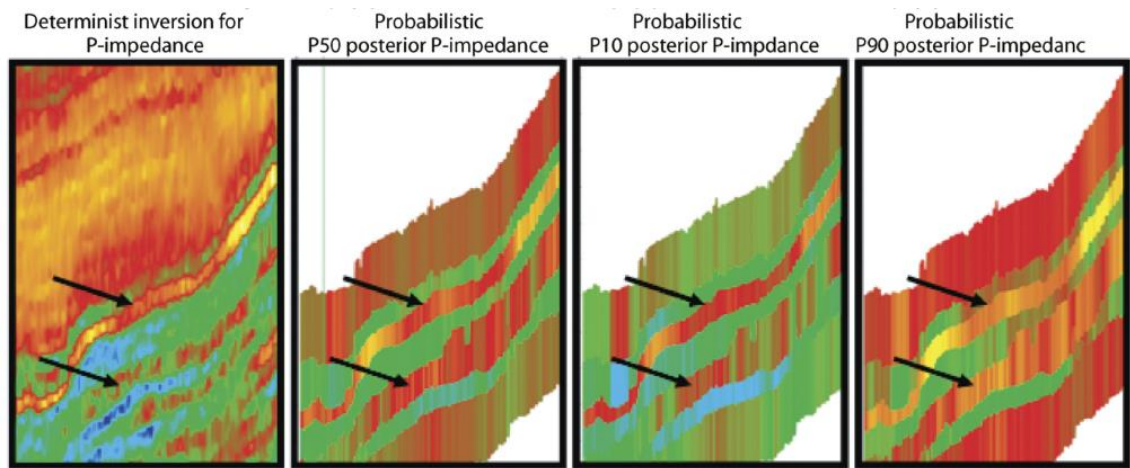 Determinist inversion for
P-impedance
Probabilistic
P50 posterior P-impedance
Probabilistic
P10 posterior P-impdance
Probabilistic
P90 posterior P-impedanc